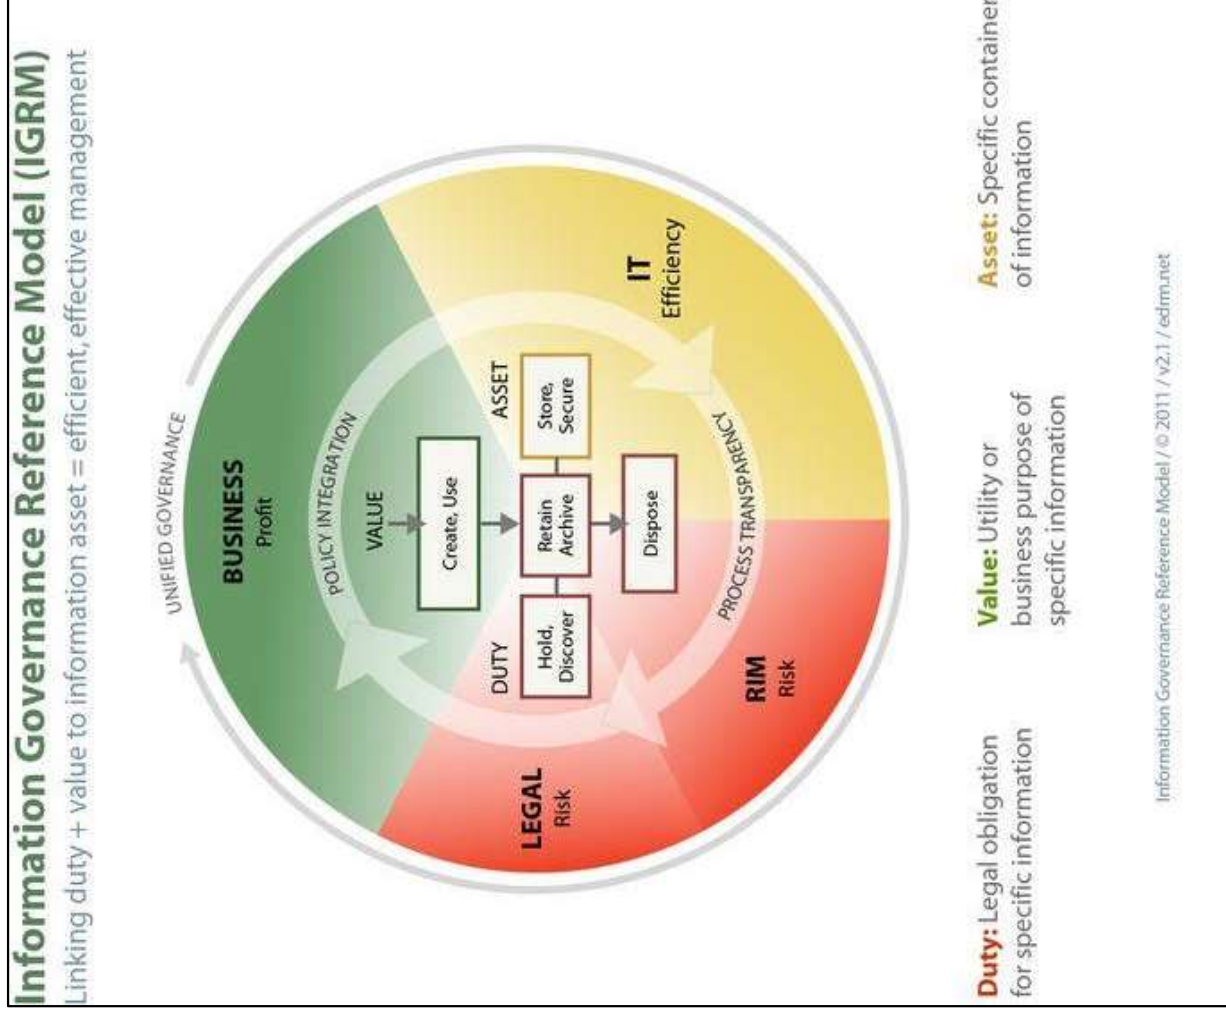 Information Governance Reference Model (IGRM)
Linking duty + value to information asset = efficient, effective management
UNIFIED GOVERNANCE
BUSINESS
Profit
POLICY INTEGRATION
VALUE
Create, Use
DUTY
ASSET
Hold,
Discover
Retain
Archive
Store,
Secure
Dispose
LEGAL
Risk
IT
Efficiency
PROCESS TRANSPARENCY
RIM
Risk
Duty: Legal obligation
for specific information
Value: Utility or
business purpose of
specific information
Asset: Specific container
of information
Information Governance Reference Model / © 2011 / v2.1 / edrm.net